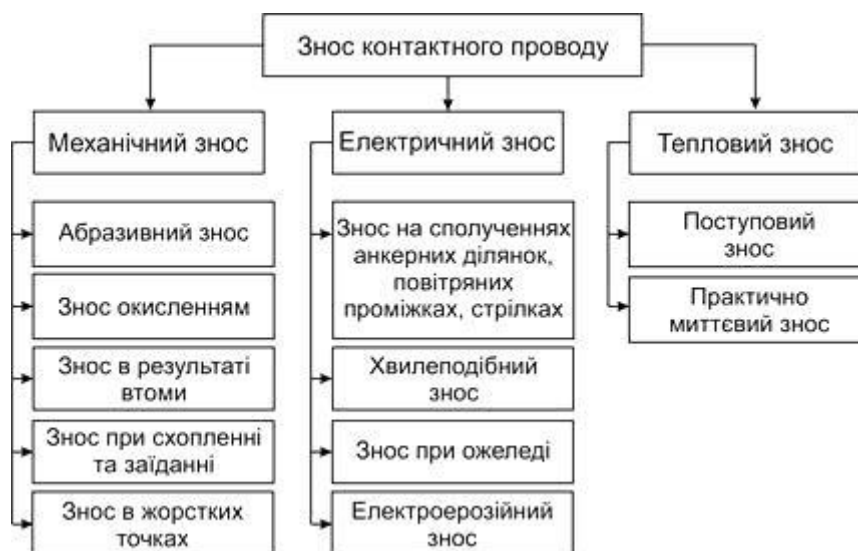 Знос контактного проводу
Механічний знос
Абразивний знос
Знос окисленням
Знос в результаті
втоми
Знос при схопленні
та заїданні
Знос в жорстких
точках
Електричний знос
Знос на сполученнях
анкерних ділянок,
повітряних
проміжках, стрілках
Хвилеподібний
знос
Знос при ожеледі
Електроерозійний
знос
Тепловий знос
Поступовий
знос
Практично
миттєвий знос